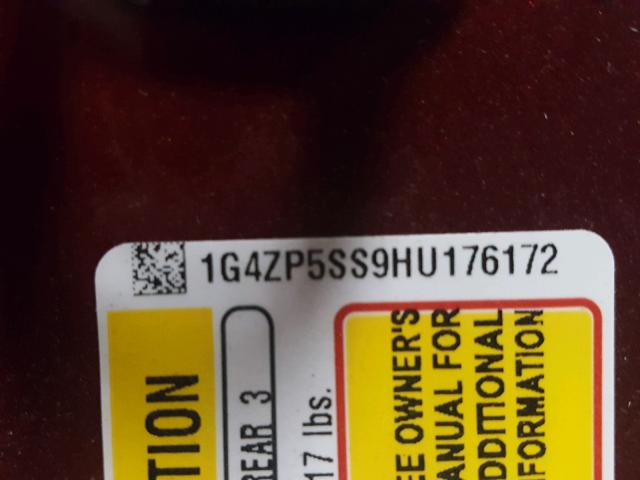 1G4ZP5SS9HU176172
TION
REAR 3
17 lbs.
EE OWNER'S
ANUAL FOR
DDITIONAL
FORMATION